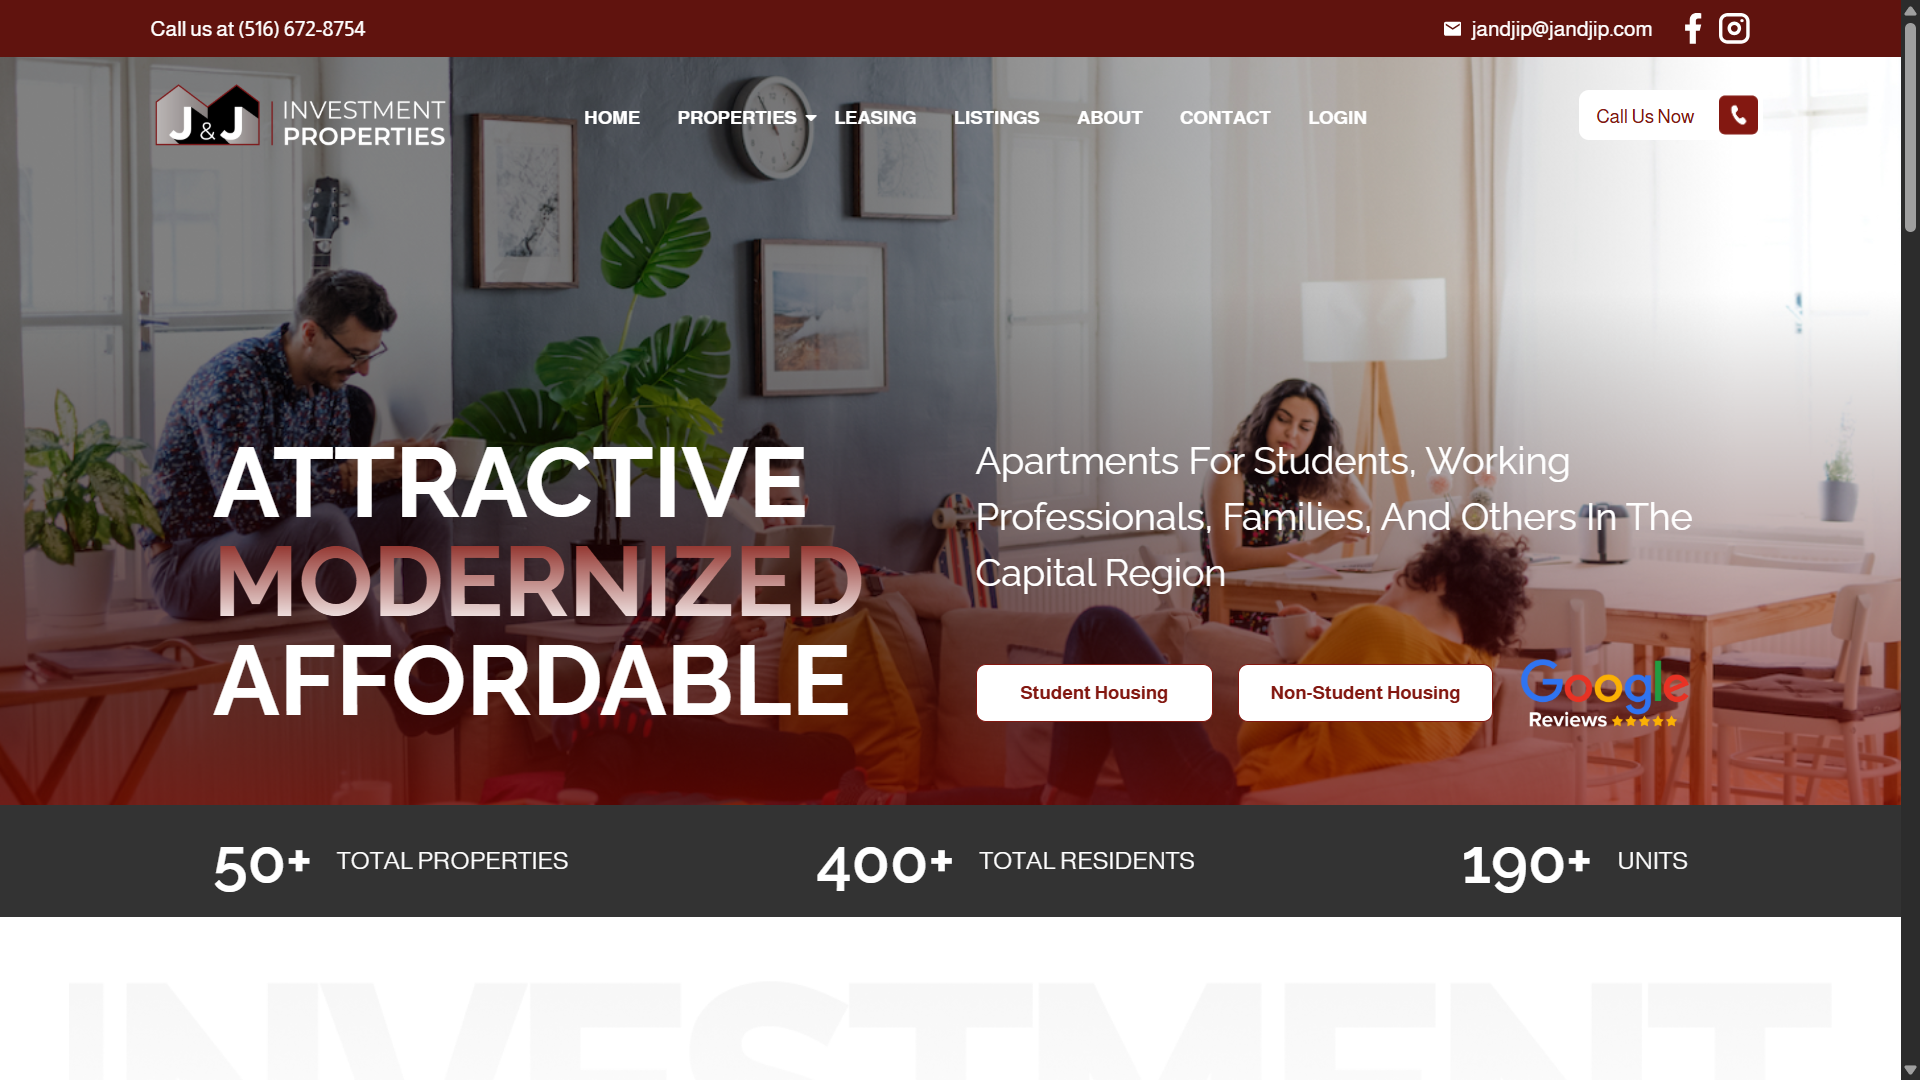 Call us at (516) 672-8754
jandjip@jandjip.com
J & J
INVESTMENT
PROPERTIES
HOME PROPERTIES LEASING LISTINGS ABOUT CONTACT LOGIN
Call Us Now
ATTRACTIVE
MODERNIZED
AFFORDABLE
Apartments For Students, Working
Professionals, Families, And Others In The
Capital Region
Student Housing
Non-Student Housing
Google
Reviews
50+ TOTAL PROPERTIES
400+ TOTAL RESIDENTS
190+ UNITS
INVESTMENT